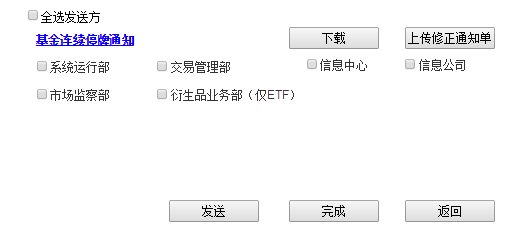 全选发送方
基金连续停牌通知 下载 上传修正通知单
系统运行部 交易管理部 信息中心 信息公司
市场监察部 衍生品业务部（仅ETF）
发送 完成 返回